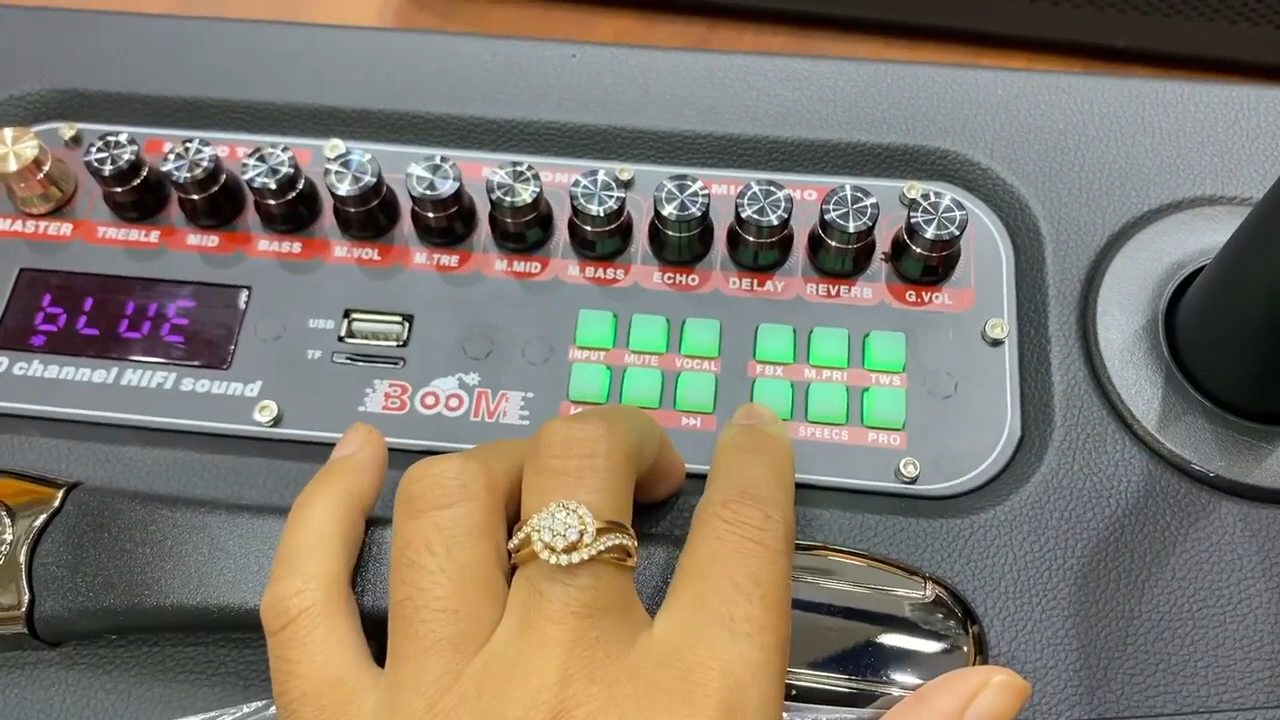 MASTER TREBLE MID BASS M.VOL M.TRE M.MID M.BASS ECHO DELAY REVERB G.VOL
bLUE
USB
TF
channel HIFI sound
BOOM
INPUT MUTE VOCAL FBX M.PRI TWS
SPEECS PRO